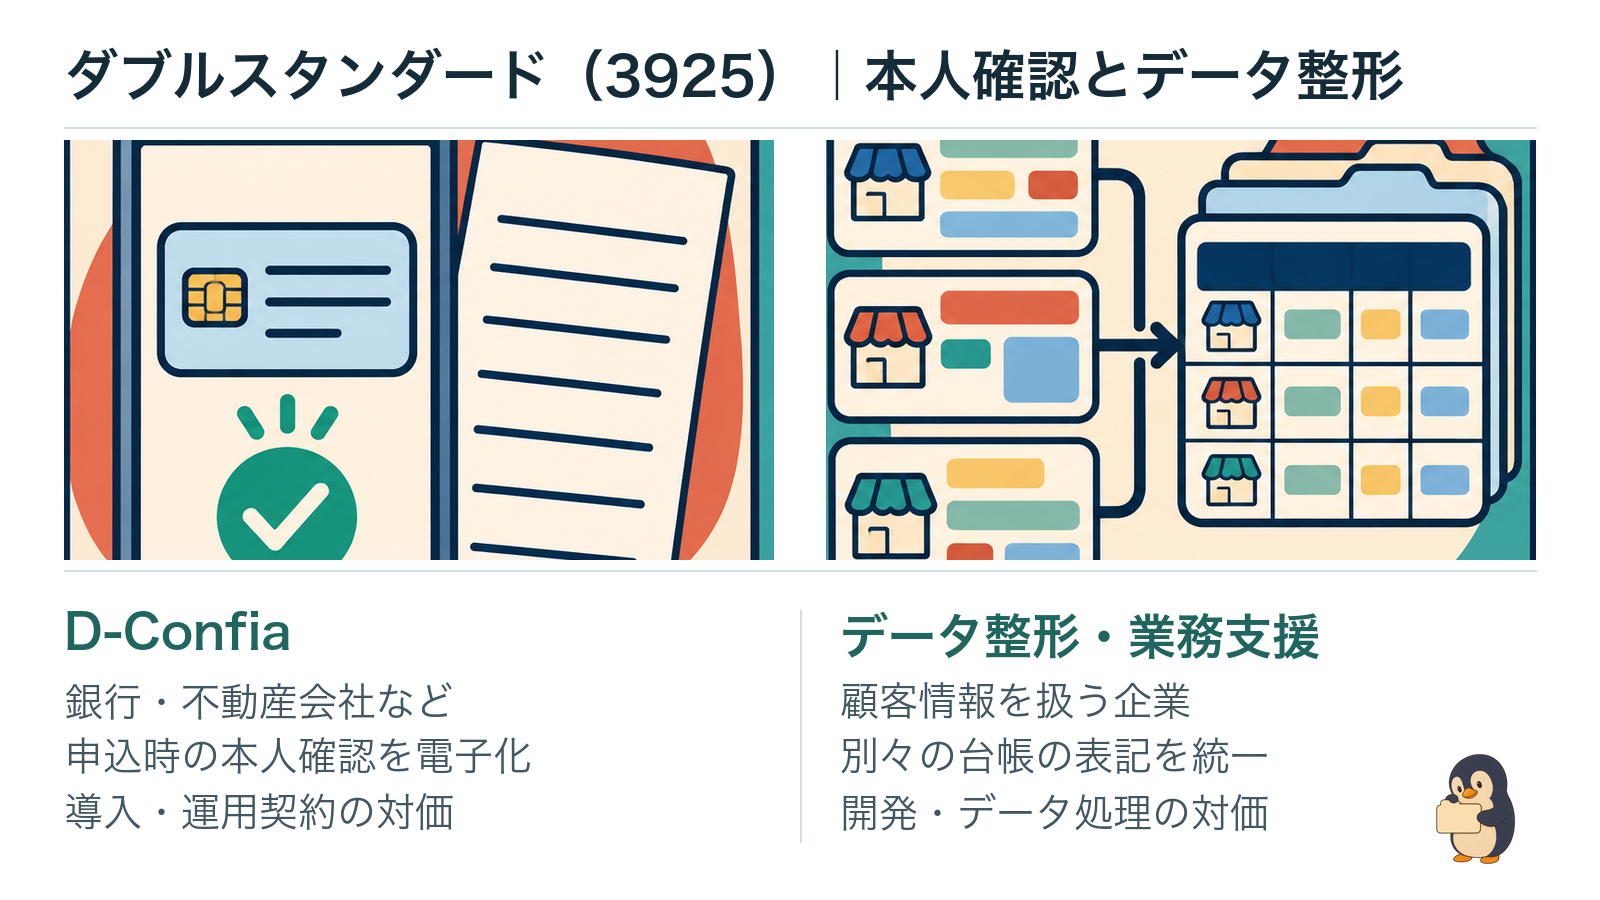 ダブルスタンダード（3925）｜本人確認とデータ整形
D-Confia
銀行・不動産会社など
申込時の本人確認を電子化
導入・運用契約の対価
データ整形・業務支援
顧客情報を扱う企業
別々の台帳の表記を統一
開発・データ処理の対価